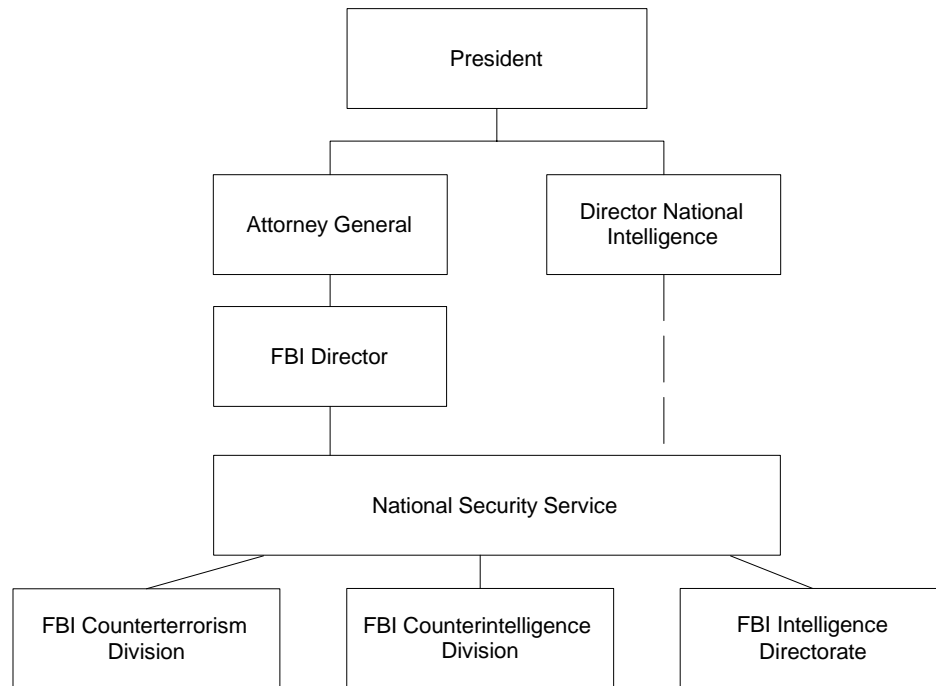 President
Attorney General
Director National
Intelligence
FBI Director
National Security Service
FBI Counterterrorism
Division
FBI Counterintelligence
Division
FBI Intelligence
Directorate